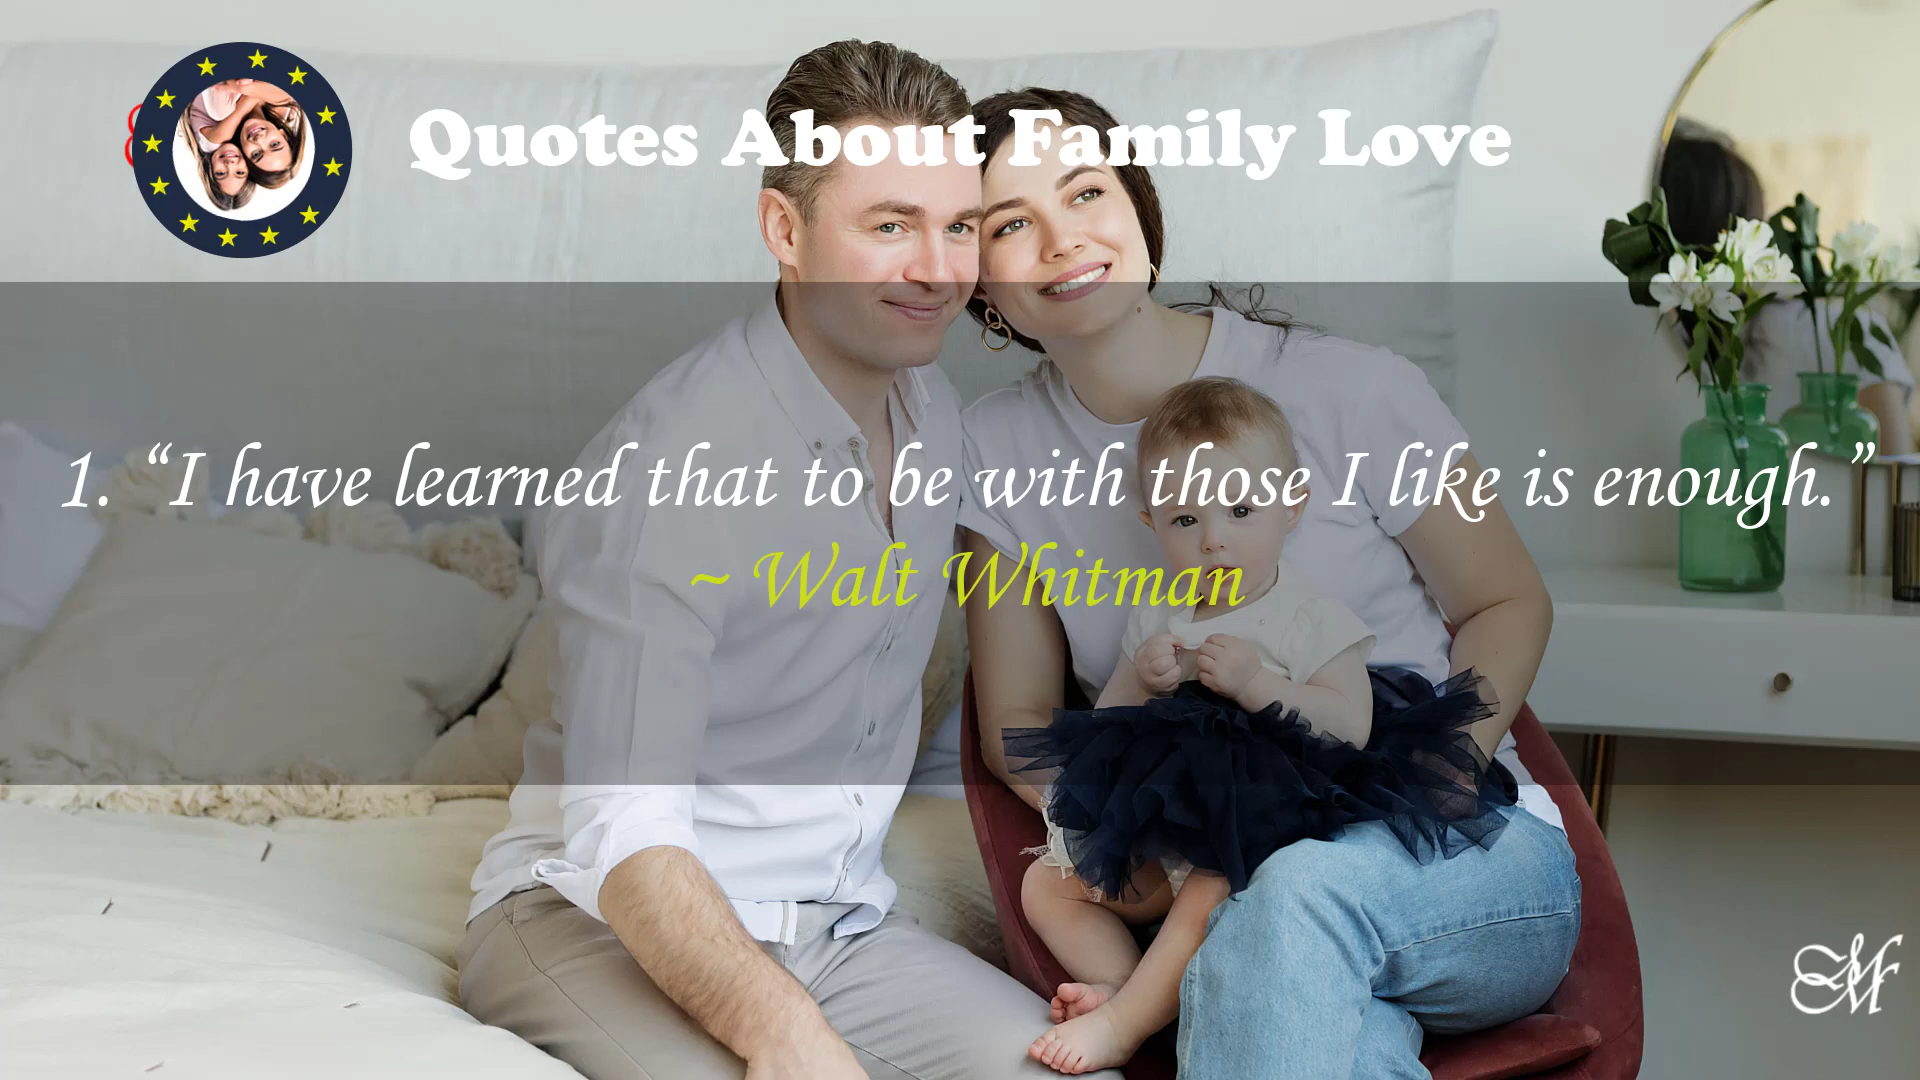 Quotes About Family Love
1. “I have learned that to be with those I like is enough.”
~ Walt Whitman